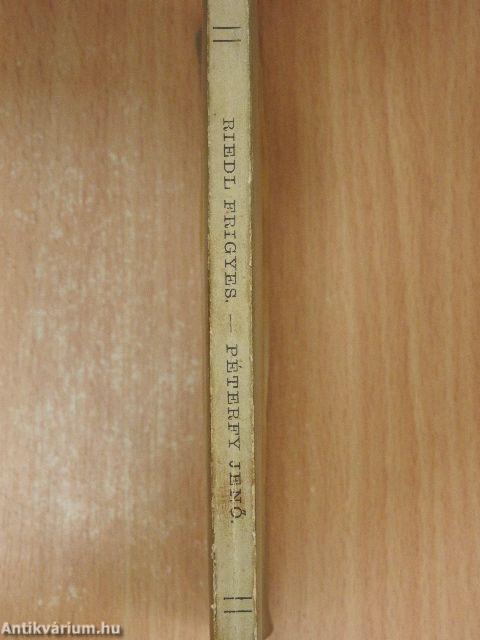 RIEDL FRIGYES. — PÉTERFY JENŐ.
Antikvárium.hu